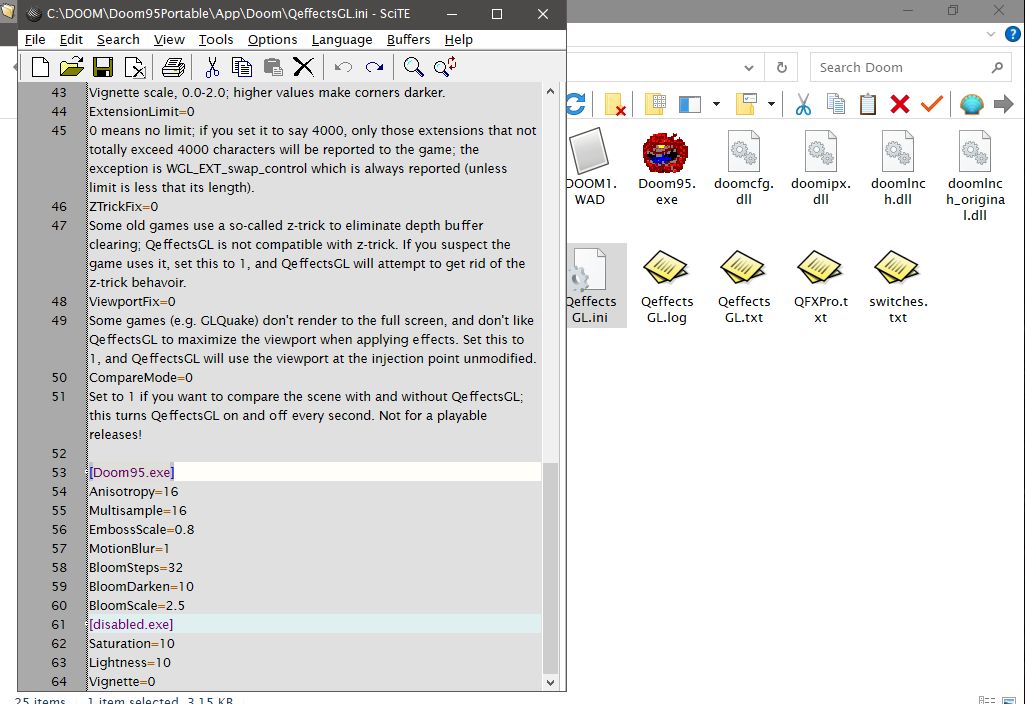 C:\DOOM\Doom95Portable\App\Doom\QeffectsGL.ini - SciTE
File Edit Search View Tools Options Language Buffers Help
43 Vignette scale, 0.0-2.0; higher values make corners darker.
44 ExtensionLimit=0
45 0 means no limit; if you set it to say 4000, only those extensions that not
totally exceed 4000 characters will be reported to the game; the
exception is WGL_EXT_swap_control which is always reported (unless
limit is less that its length).
46 ZTrickFix=0
47 Some old games use a so-called z-trick to eliminate depth buffer
clearing; QeffectsGL is not compatible with z-trick. If you suspect the
game uses it, set this to 1, and QeffectsGL will attempt to get rid of the
z-trick behavoir.
48 ViewportFix=0
49 Some games (e.g. GLQuake) don't render to the full screen, and don't like
QeffectsGL to maximize the viewport when applying effects. Set this to
1, and QeffectsGL will use the viewport at the injection point unmodified.
50 CompareMode=0
51 Set to 1 if you want to compare the scene with and without QeffectsGL;
this turns QeffectsGL on and off every second. Not for a playable
releases!
52
53 [Doom95.exe]
54 Anisotropy=16
55 Multisample=16
56 EmbossScale=0.8
57 MotionBlur=1
58 BloomSteps=32
59 BloomDarken=10
60 BloomScale=2.5
61 [disabled.exe]
62 Saturation=10
63 Lightness=10
64 Vignette=0
Search Doom
DOOM1.
WAD
Doom95.
exe
doomcfg.
dll
doomipx.
dll
doomlnc
h.dll
doomlnc
h_origina
l.dll
Qeffects
GL.ini
Qeffects
GL.log
Qeffects
GL.txt
QFXPro.t
xt
switches.
txt
25 items 1 item selected 3.15 KB